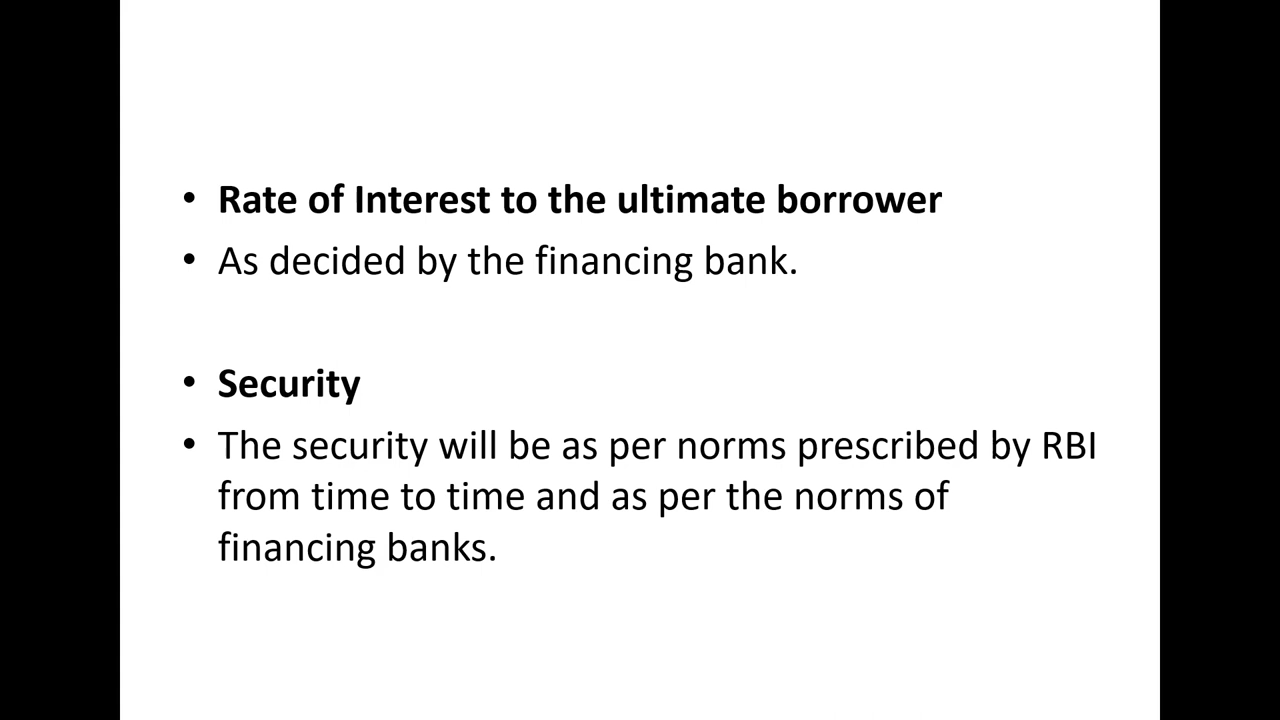 • Rate of Interest to the ultimate borrower
• As decided by the financing bank.
• Security
• The security will be as per norms prescribed by RBI
from time to time and as per the norms of
financing banks.